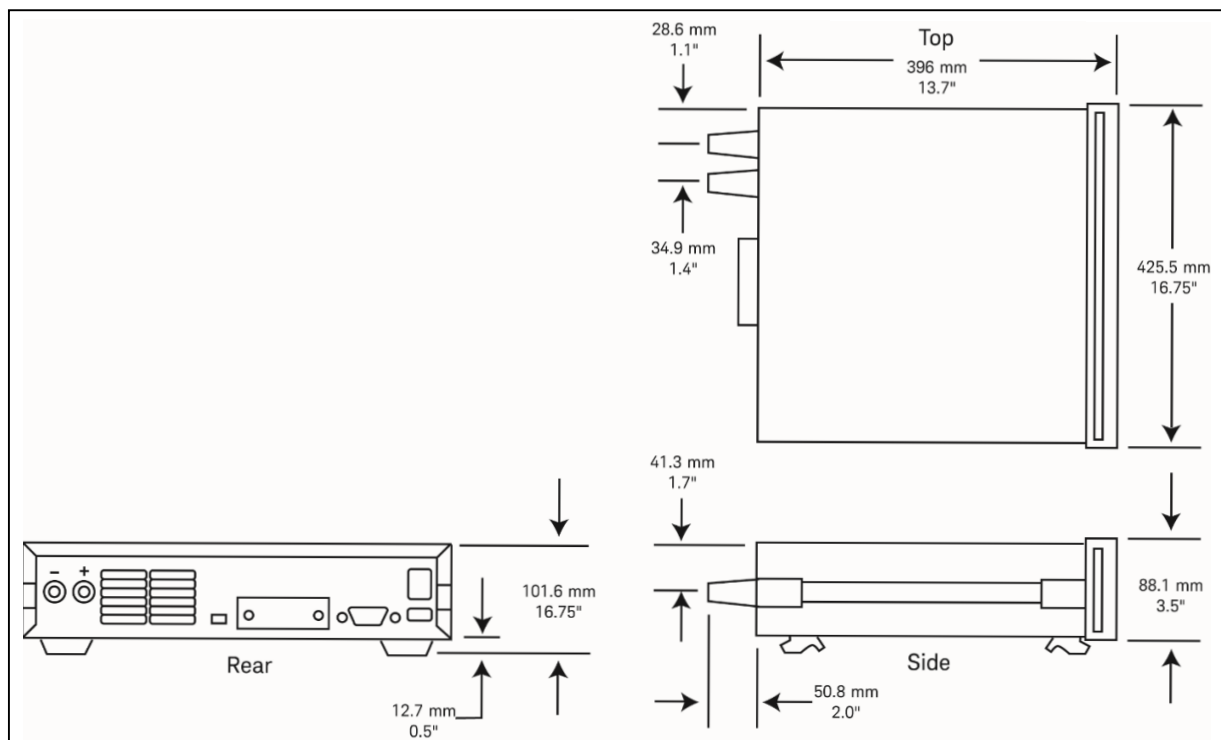 28.6 mm
1.1"
Top
396 mm
13.7"
34.9 mm
1.4"
425.5 mm
16.75"
41.3 mm
1.7"
− +
101.6 mm
16.75"
88.1 mm
3.5"
Rear
Side
12.7 mm
0.5"
50.8 mm
2.0"